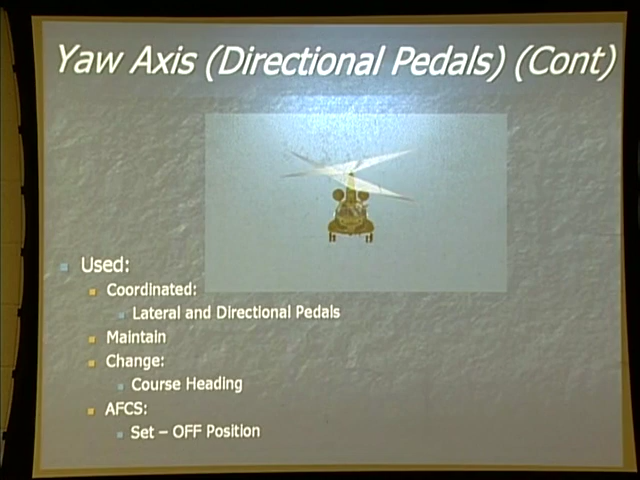 Yaw Axis (Directional Pedals) (Cont)
Used:
Coordinated:
Lateral and Directional Pedals
Maintain
Change:
Course Heading
AFCS:
Set – OFF Position